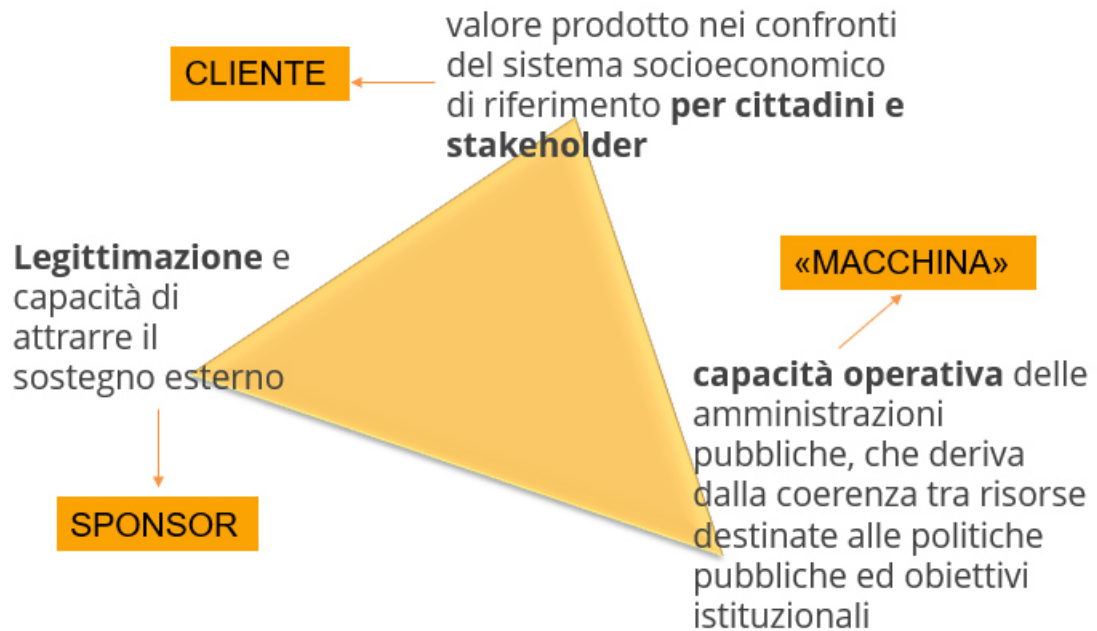 valore prodotto nei confronti
del sistema socioeconomico
di riferimento per cittadini e
stakeholder
CLIENTE
Legittimazione e
capacità di
attrarre il
sostegno esterno
SPONSOR
«MACCHINA»
capacità operativa delle
amministrazioni
pubbliche, che deriva
dalla coerenza tra risorse
destinate alle politiche
pubbliche ed obiettivi
istituzionali